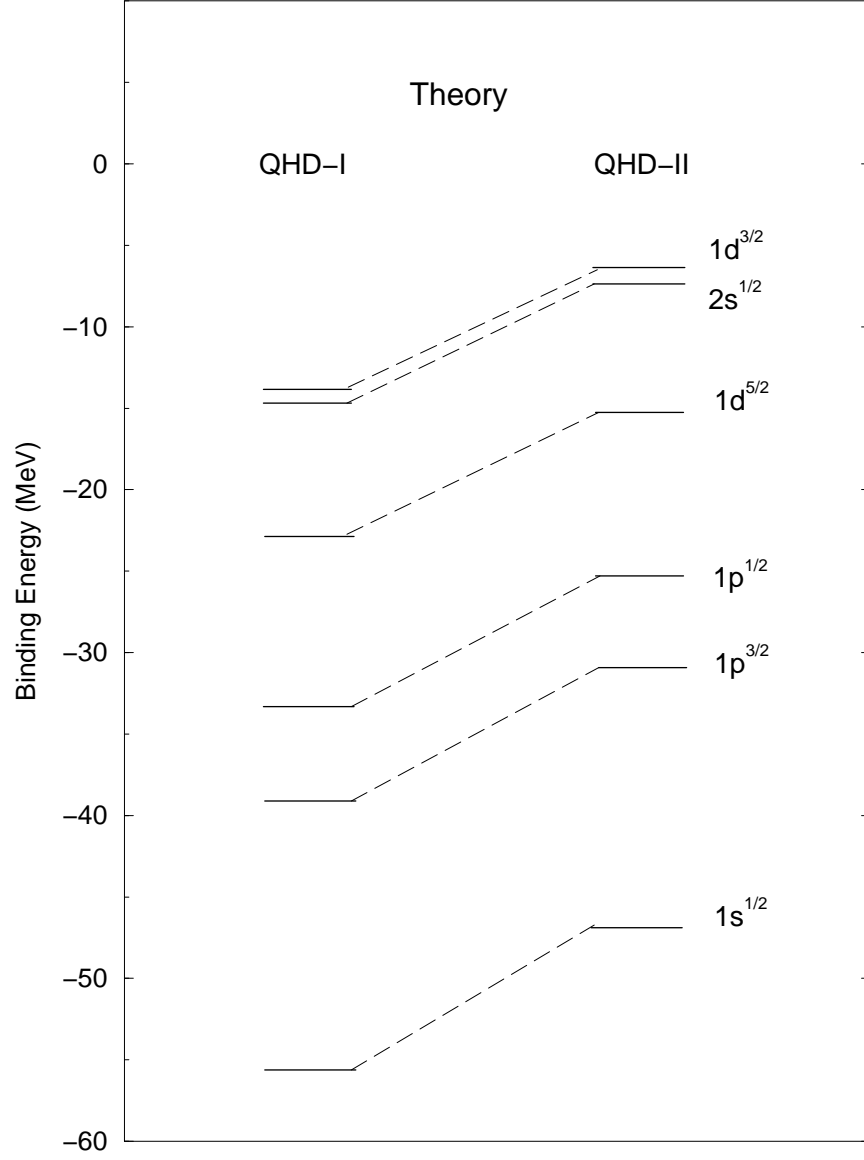 Theory
QHD−I QHD−II
0
−10
−20
−30
−40
−50
−60
Binding Energy (MeV)
1d3/2
2s1/2
1d5/2
1p1/2
1p3/2
1s1/2